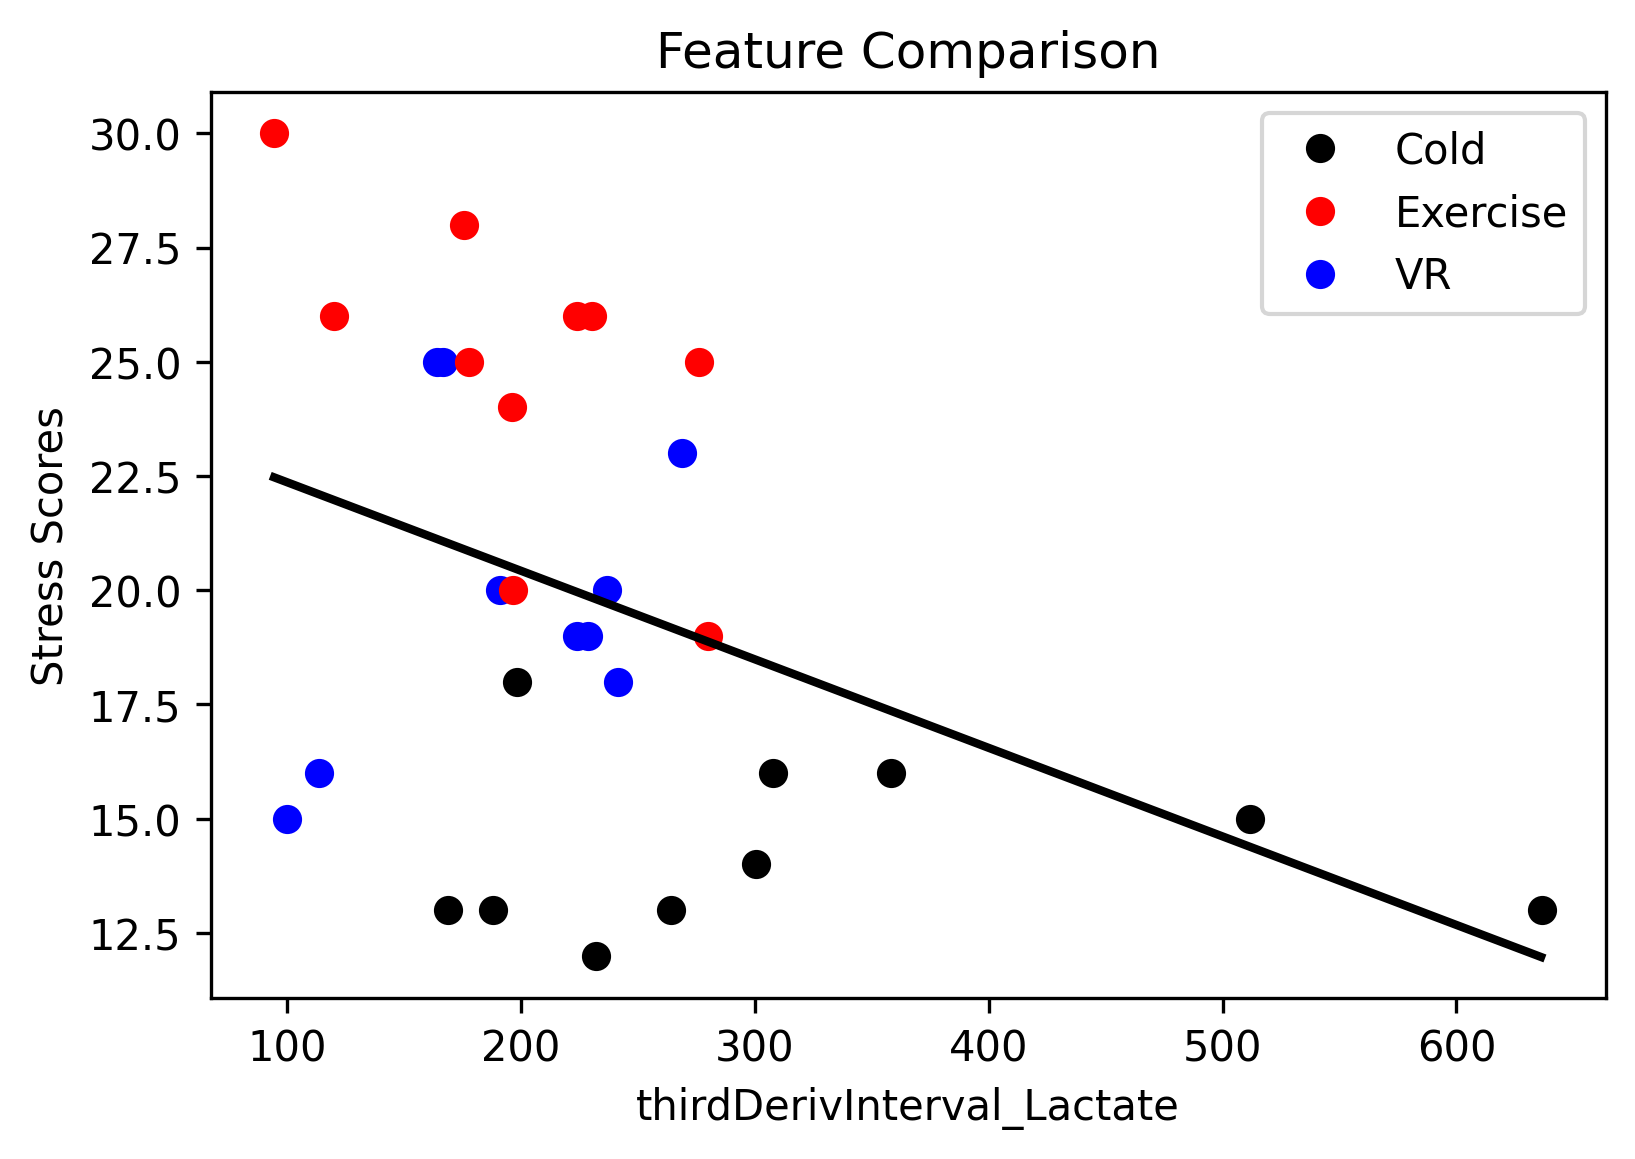 Feature Comparison
Cold
Exercise
VR
Stress Scores
30.0
27.5
25.0
22.5
20.0
17.5
15.0
12.5
100 200 300 400 500 600
thirdDerivInterval_Lactate